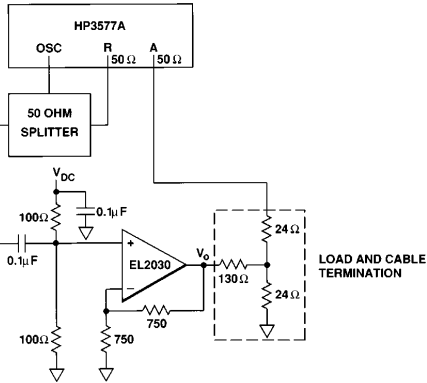 HP3577A
OSC R A
50Ω 50Ω
50 OHM
SPLITTER
VDC
100Ω
0.1μF
0.1μF
+
EL2030
−
Vo
130Ω
24Ω
24Ω
LOAD AND CABLE
TERMINATION
750
100Ω
750